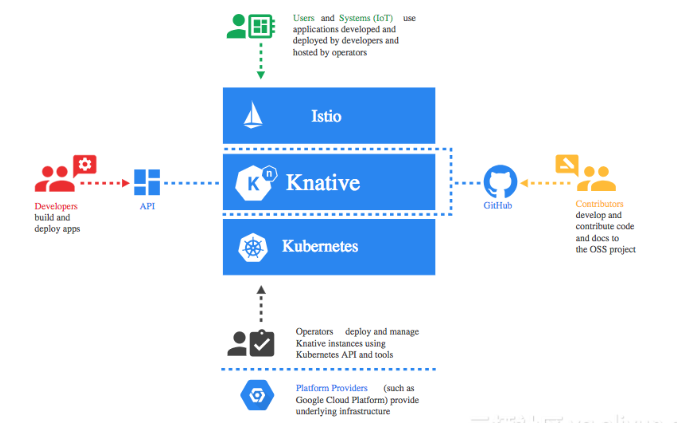 Users and Systems (IoT) use
applications developed and
deployed by developers and
hosted by operators
Istio
n
K
Knative
Kubernetes
Developers
build and
deploy apps
API
GitHub
Contributors
develop and
contribute code
and docs to
the OSS project
Operators deploy and manage
Knative instances using
Kubernetes API and tools
Platform Providers (such as
Google Cloud Platform) provide
underlying infrastructure